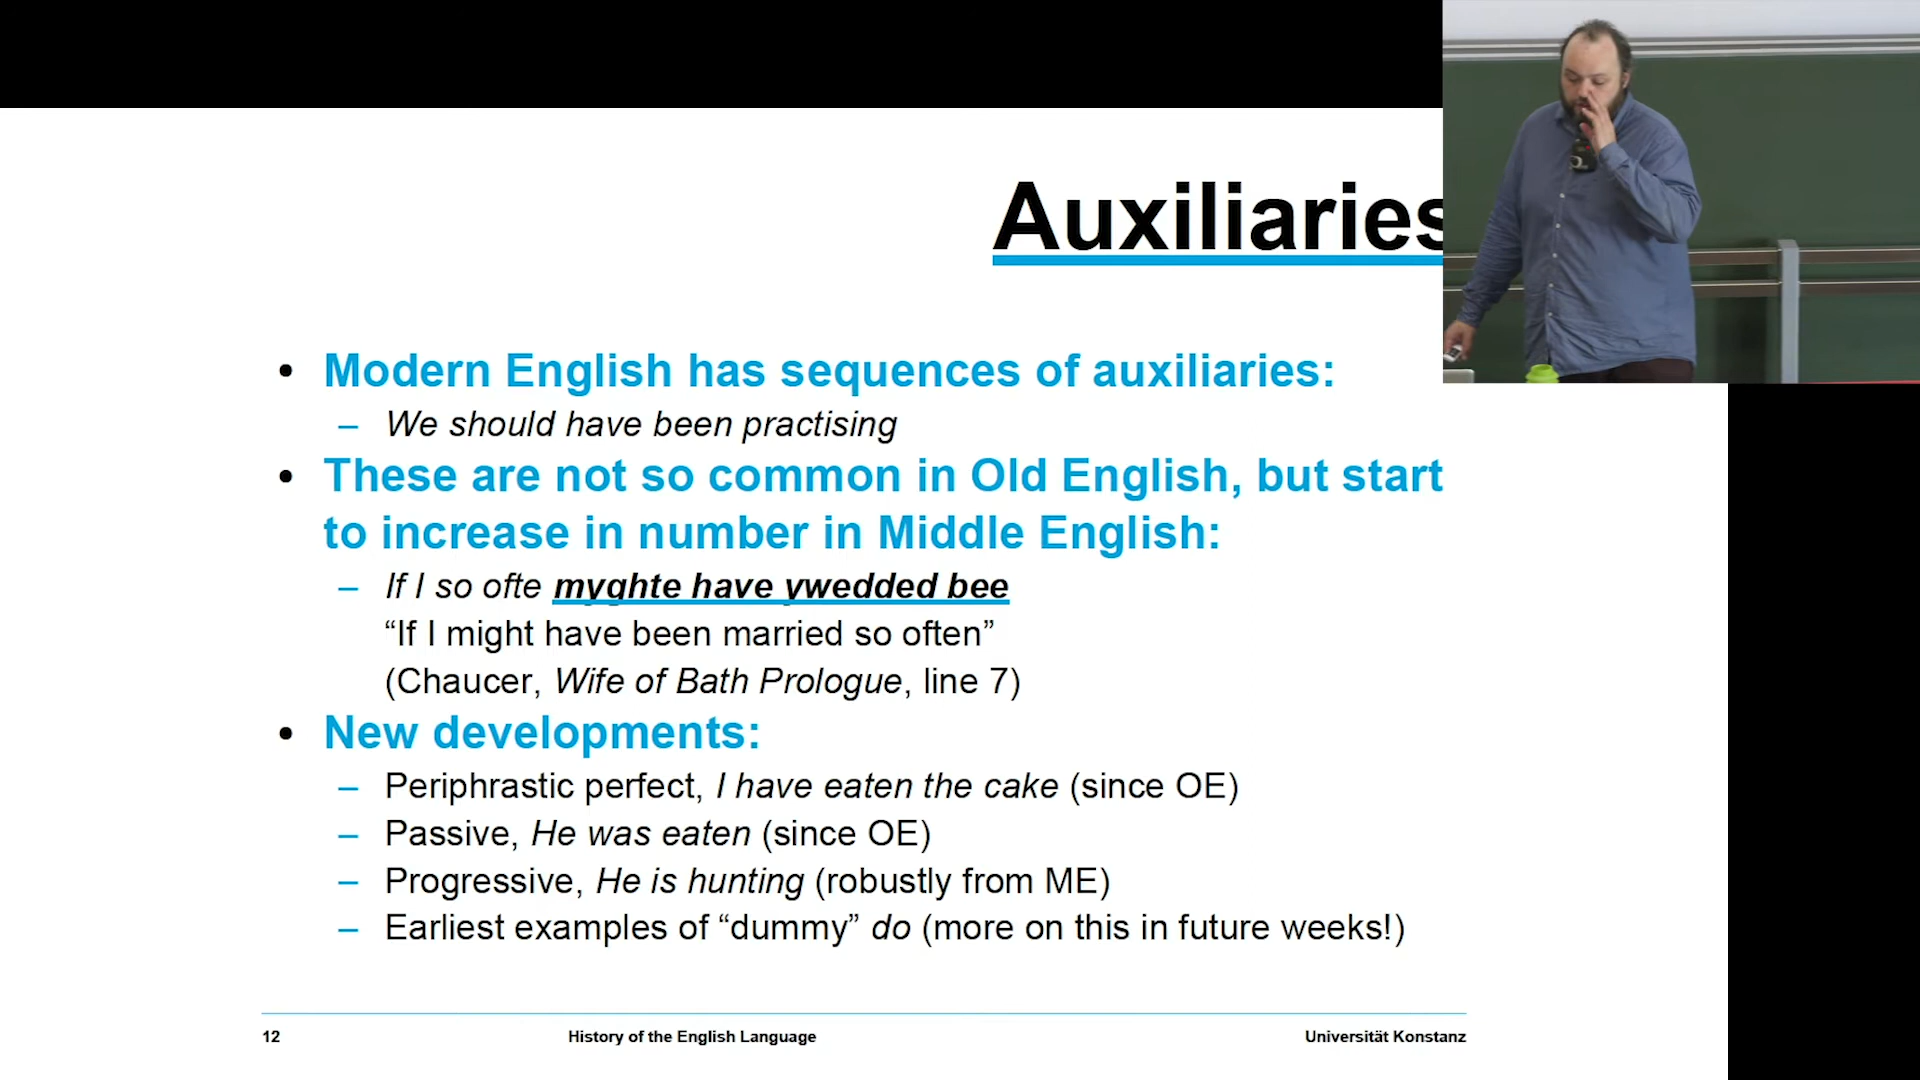 Auxiliaries
• Modern English has sequences of auxiliaries:
– We should have been practising
• These are not so common in Old English, but start
to increase in number in Middle English:
– If I so ofte myghte have ywedded bee
“If I might have been married so often”
(Chaucer, Wife of Bath Prologue, line 7)
• New developments:
– Periphrastic perfect, I have eaten the cake (since OE)
– Passive, He was eaten (since OE)
– Progressive, He is hunting (robustly from ME)
– Earliest examples of “dummy” do (more on this in future weeks!)
12 History of the English Language Universität Konstanz